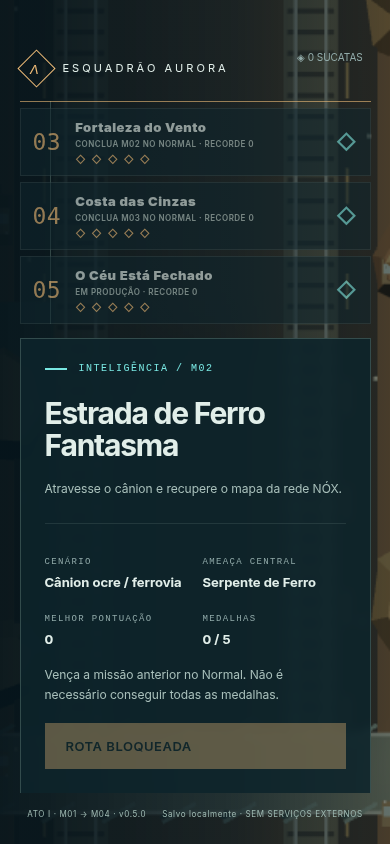 ESQUADRÃO AURORA
◈ 0 SUCATAS
03
Fortaleza do Vento
CONCLUA M02 NO NORMAL · RECORDE 0
◇ ◇ ◇ ◇ ◇
04
Costa das Cinzas
CONCLUA M03 NO NORMAL · RECORDE 0
◇ ◇ ◇ ◇ ◇
05
O Céu Está Fechado
EM PRODUÇÃO · RECORDE 0
◇ ◇ ◇ ◇ ◇
INTELIGÊNCIA / M02
Estrada de Ferro
Fantasma
Atravesse o cânion e recupere o mapa da rede NÓX.
CENÁRIO
Cânion ocre / ferrovia
AMEAÇA CENTRAL
Serpente de Ferro
MELHOR PONTUAÇÃO
0
MEDALHAS
0 / 5
Vença a missão anterior no Normal. Não é
necessário conseguir todas as medalhas.
ROTA BLOQUEADA
ATO I · M01 → M04 · v0.5.0
Salvo localmente · SEM SERVIÇOS EXTERNOS